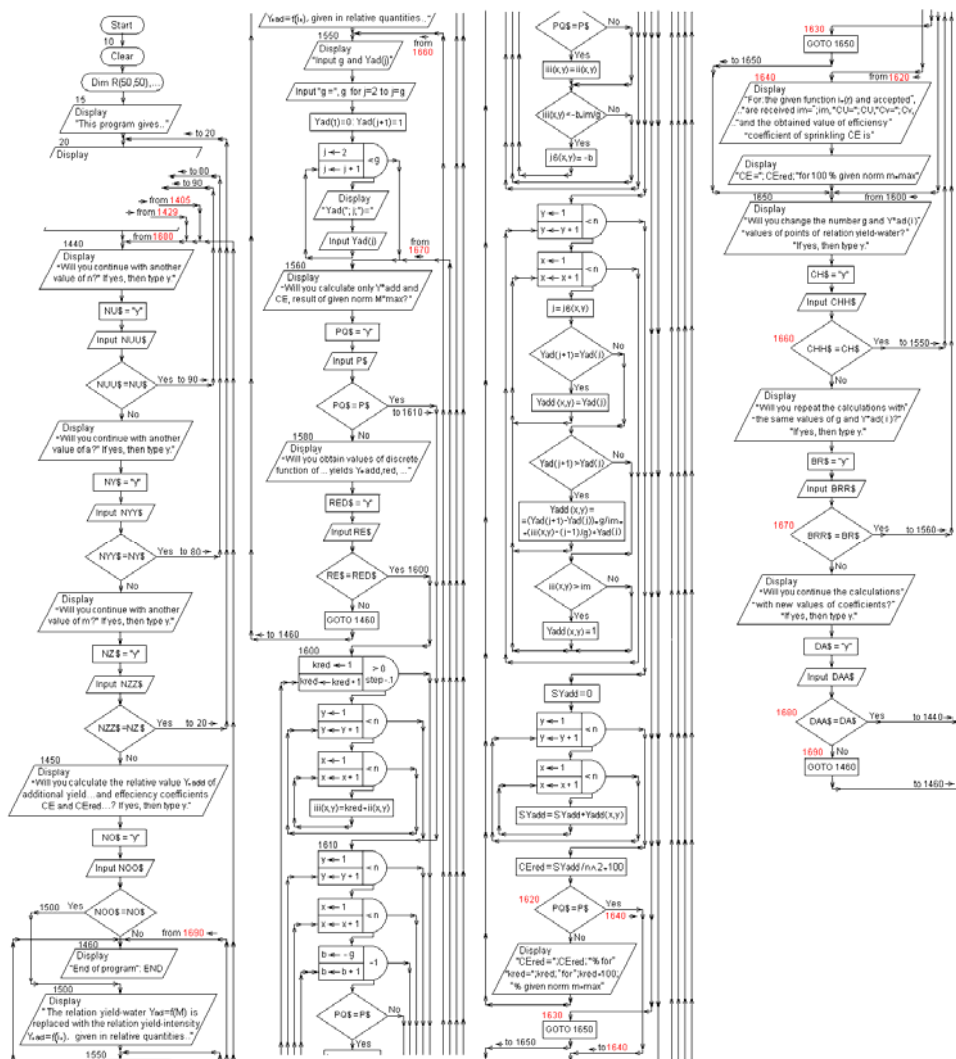 Start
10
Clear
Dim R(50,50),...
15
Display
"This program gives.."
to 20
20
Display
to 80
to 90
from 1405
from 1429
from 1680
1440
Display
"Will you continue with another
value of n?" If yes, then type y."
NU$ = "y"
Input NUU$
NUU$=NU$
Yes to 90
No
Display
"Will you continue with another
value of a?" If yes, then type y."
NY$ = "y"
Input NYY$
NYY$=NY$
Yes to 80
No
Display
"Will you continue with another
value of m?" If yes, then type y."
NZ$ = "y"
Input NZZ$
NZZ$=NZ$
Yes to 20
No
1450
Display
"Will you calculate the relative value Y*add of
additional yield...and effeciency coefficients
CE and CEred...? If yes, then type y."
NO$ = "y"
Input NOO$
1500
Yes
NOO$=NO$
No
from 1690
1460
Display
"End of program": END
1500
Display
"The relation yield-water Y*ad=f(M) is
replaced with the relation yield-intensity
Y*ad=f(i*), given in relative quantities.."
1550
Y*ad=f(i*), given in relative quantities.."
1550
from
1660
Display
"Input g and Yad(j)
Input "g =", g for j=2 to j=g
Yad(1)=0: Yad(j+1)=1
j ← 2
j ← j + 1
<g
Display
"Yad("; j;")="
Input Yad(j)
from
1670
1560
Display
"Will you calculate only Y*add and
CE, result of given norm M*max?
PQ$ = "y"
Input P$
PQ$= P$
Yes
to 1610
No
1580
Display
"Will you obtain values of discrete
function of ... yields Y*add,red, ..."
RED$ = "y"
Input RE$
RE$=RED$
Yes 1600
No
GOTO 1460
to 1460
1600
kred ← 1
kred ← kred+1
> 0
step-.1
y ← 1
y ← y + 1
< n
x ← 1
x ← x + 1
< n
iii(x,y)=kred*ii(x,y)
1610
y ← 1
y ← y+1
< n
x ← 1
x ← x + 1
< n
b ← -g
b ← b + 1
-1
PQ$=P$
No
Yes
PQ$=P$
No
Yes
iii(x,y)=ii(x,y)
iii(x,y)<-b*im/g
No
Yes
j6(x,Y)= -b
y ← 1
y ← y + 1
< n
x ← 1
x ← x + 1
< n
j= j6(x,Y)
Yad(j+1)=Yad(j)
No
Yes
Yadd (x,y)=Yad(j)
Yad(j+1)>Yad(j)
No
Yes
Yadd (x,y)=
=(Yad(j+1)-Yad(j))*g/im*
*(iii(x,y)-(j-1)/g)+Yad(j)
iii(x,y)>im
No
Yes
Yadd (x,y)=1
SYadd=0
y ← 1
y ← y + 1
< n
x ← 1
x ← x + 1
< n
SYadd=SYadd+Yadd(x,y)
CEred=SYadd/n^2*100
1620
PQ$=P$
Yes
1640
No
Display
"CEred=";CEred; "% for"
"kred=";kred; "for";kred*100;
"% given norm m*max"
1630
GOTO 1650
to 1650
to 1640
1630
GOTO 1650
to 1650
1640
from 1620
Display
"For the given function i*(r) and accepted",
.."are received im=";im,"CU=";CU,"Cv=";Cv,
.."and the obtained value of efficiency"
"coefficient of sprinkling CE is"
Display
"CE="; CEred; "for 100 % given norm m*max"
1650
from 1600
Display
"Will you change the number g and Y*ad(i)"
values of points of relation yield-water?"
"If yes, then type y."
CH$ = "y"
Input CHH$
1660
CHH$ =CH$
Yes
to 1550
No
Display
"Will you repeat the calculations with"
"the same values of g and Y*ad( i )?"
"If yes, then type y."
BR$ = "y"
Input BRR$
1670
BRR$ =BR$
Yes
to 1560
No
Display
"Will you continue the calculations"
"with new values of coefficients?"
"If yes, then type y."
DA$ = "y"
Input DAA$
1680
DAA$ =DA$
Yes
to 1440
1690
No
GOTO 1460
to 1460